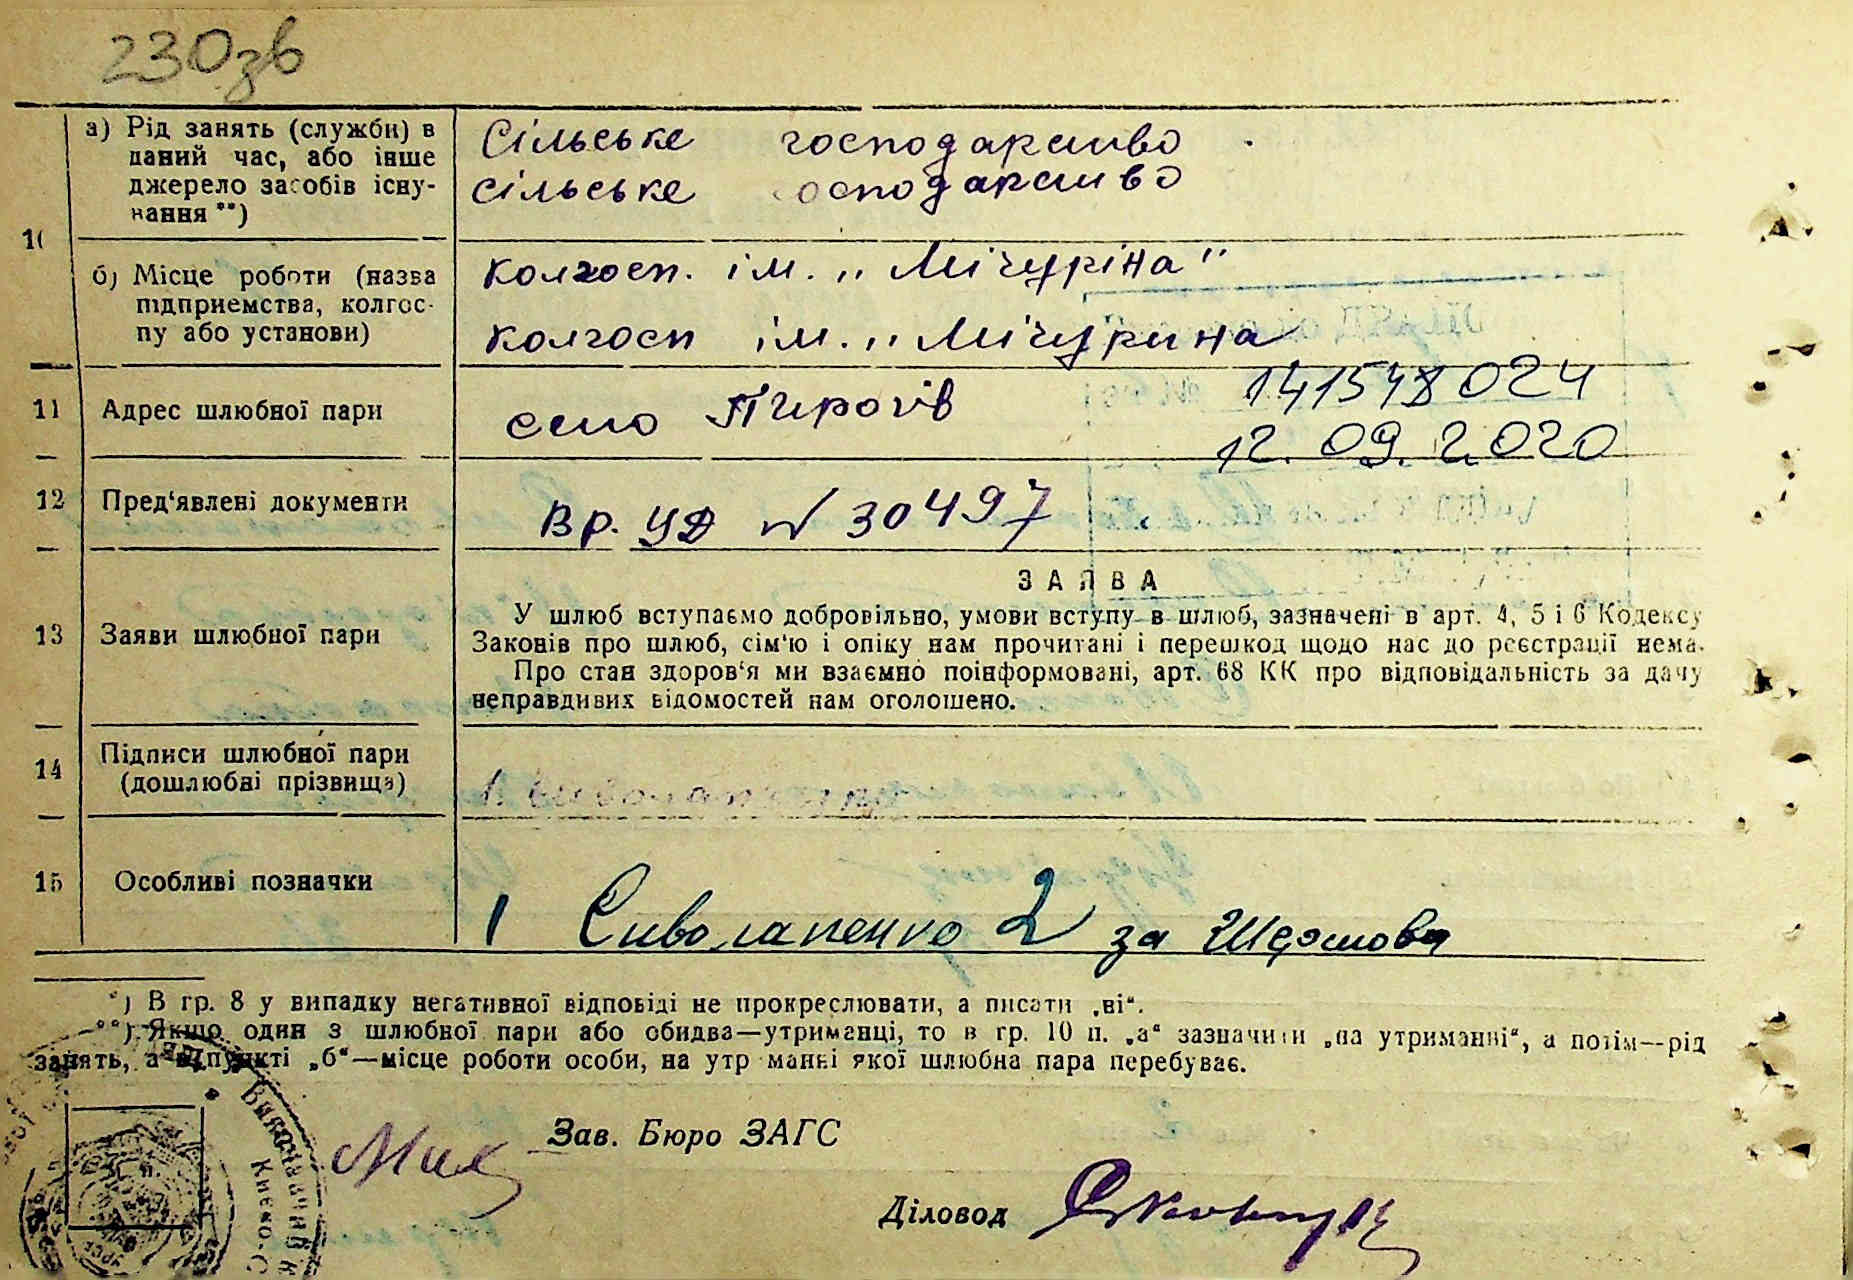 230зв
а) Рід занять (служби) в
даний час, або інше
джерело засобів існу-
вання**)
Сільське господарство
сільське господарство
10
б) Місце роботи (назва
підприемства, колгос-
пу або установи)
колгосп. ім. „Мічуріна"
колгосп ім. „Мічурина
11 Адрес шлюбної пари
село Пирогів
12.09.2020
12 Пред'явлені документи
Вр. УД № 30497
ЗАЯВА
13 Заяви шлюбної пари
У шлюб вступаємо добровільно, умови вступу в шлюб, зазначені в арт. 4, 5 і 6 Кодексу
Законів про шлюб, сім'ю і опіку нам прочитані і перешкод щодо нас до реєстрації нема.
Про стан здоров'я ми взаємно поінформовані, арт. 68 КК про відповідальність за дачу
неправдивих відомостей нам оголошено.
14 Підписи шлюбної пари
(дошлюбні прізвища)
15 Особливі позначки
1 Сиволапенко 2 за
*) В гр. 8 у випадку негативної відповіді не прокреслювати, а писати „ні“.
**) Якщо один з шлюбної пари або обидва—утриманці, то в гр. 10 п. „а“ зазначити „на утриманні“, а потім—рід
занять, а в пункті „б“—місце роботи особи, на утриманні якої шлюбна пара перебуває.
Зав. Бюро ЗАГС
Діловод